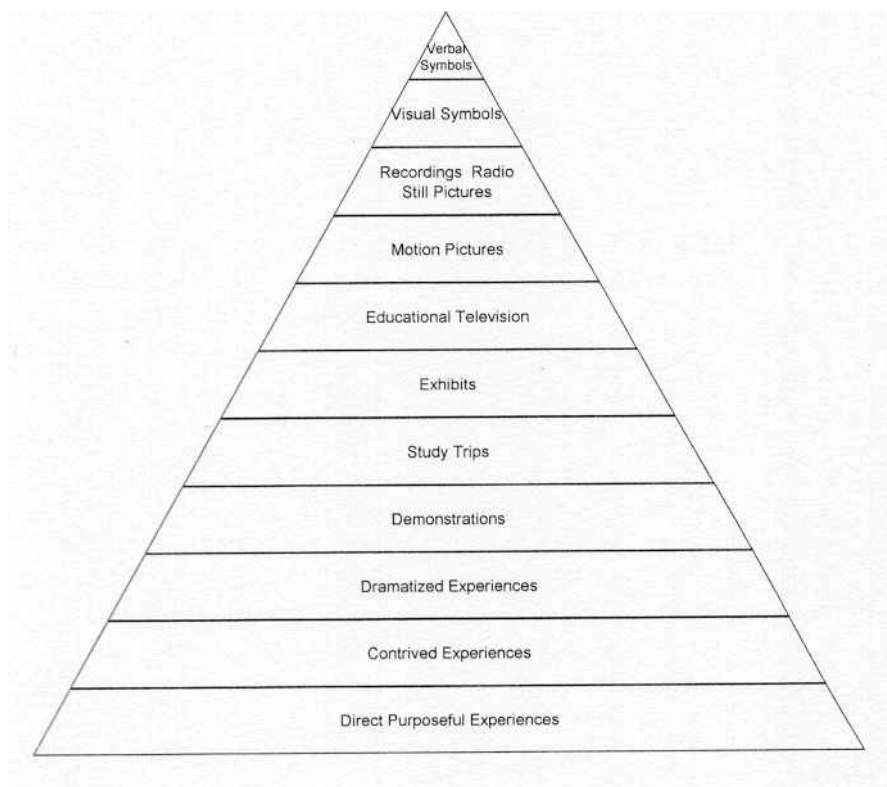 Verbal
Symbols
Visual Symbols
Recordings Radio
Still Pictures
Motion Pictures
Educational Television
Exhibits
Study Trips
Demonstrations
Dramatized Experiences
Contrived Experiences
Direct Purposeful Experiences